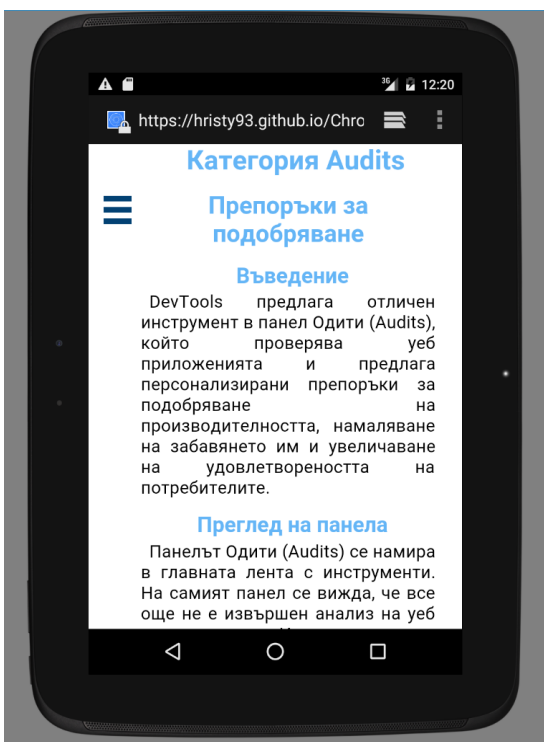 3G 12:20
https://hristy93.github.io/Chro
Категория Audits
Препоръки за
подобряване
Въведение
DevTools предлага отличен
инструмент в панел Одити (Audits),
който проверява уеб
приложенията и предлага
персонализирани препоръки за
подобряване на
производителността, намаляване
на забавянето им и увеличаване
на удовлетвореността на
потребителите.
Преглед на панела
Панелът Одити (Audits) се намира
в главната лента с инструменти.
На самият панел се вижда, че все
още не е извършен анализ на уеб